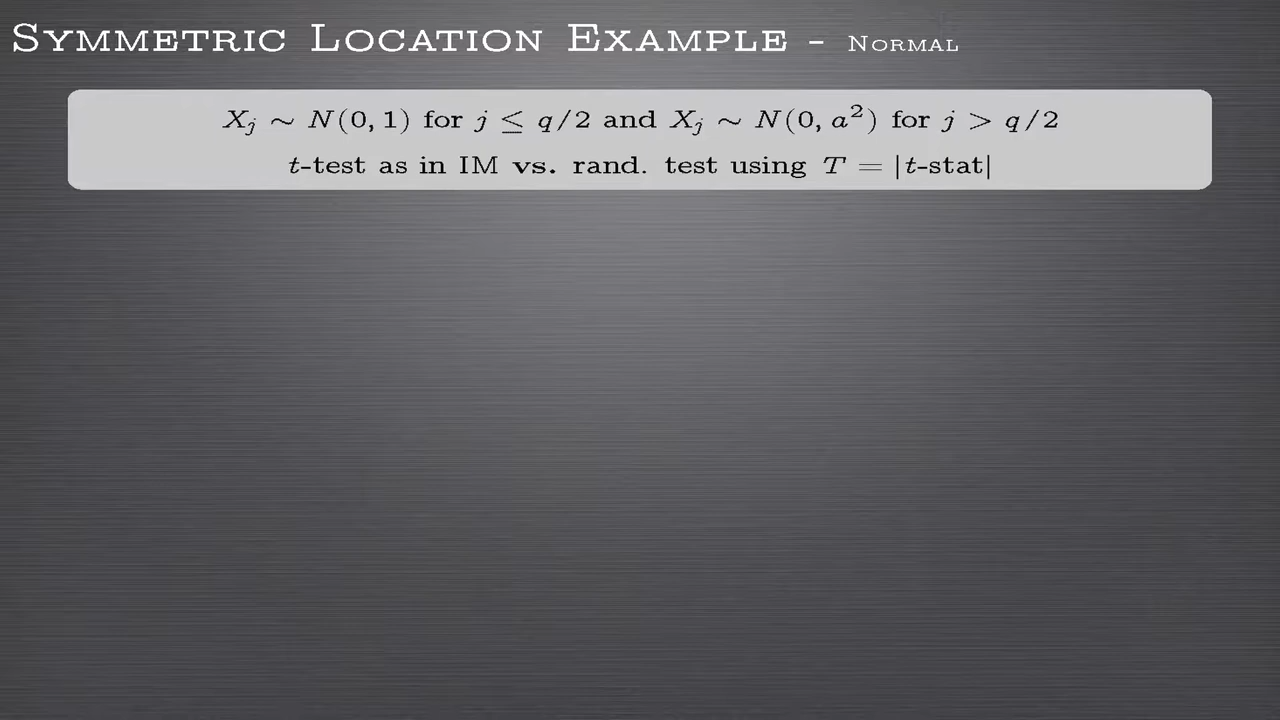 Symmetric Location Example - Normal
X_j ∼ N(0, 1) for j ≤ q/2 and X_j ∼ N(0, a²) for j > q/2
t-test as in IM vs. rand. test using T = |t-stat|